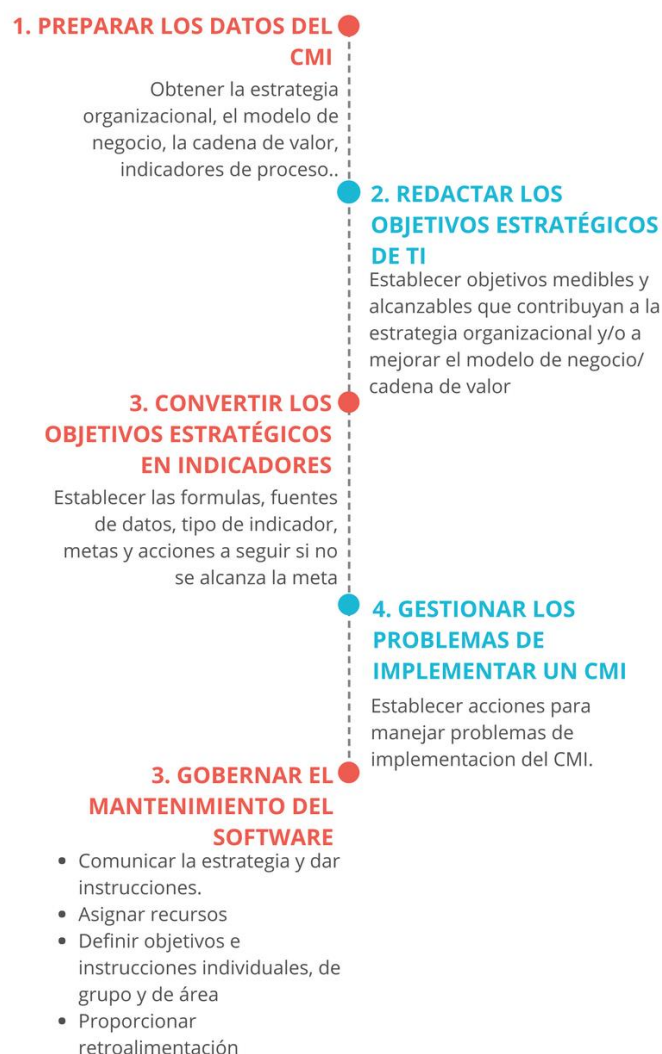 1. PREPARAR LOS DATOS DEL
CMI
Obtener la estrategia
organizacional, el modelo de
negocio, la cadena de valor,
indicadores de proceso..
2. REDACTAR LOS
OBJETIVOS ESTRATÉGICOS
DE TI
Establecer objetivos medibles y
alcanzables que contribuyan a la
estrategia organizacional y/o a
mejorar el modelo de negocio/
cadena de valor
3. CONVERTIR LOS
OBJETIVOS ESTRATÉGICOS
EN INDICADORES
Establecer las formulas, fuentes
de datos, tipo de indicador,
metas y acciones a seguir si no
se alcanza la meta
4. GESTIONAR LOS
PROBLEMAS DE
IMPLEMENTAR UN CMI
Establecer acciones para
manejar problemas de
implementacion del CMI.
3. GOBERNAR EL
MANTENIMIENTO DEL
SOFTWARE
• Comunicar la estrategia y dar
instrucciones.
• Asignar recursos
• Definir objetivos e
instrucciones individuales, de
grupo y de área
• Proporcionar
retroalimentación